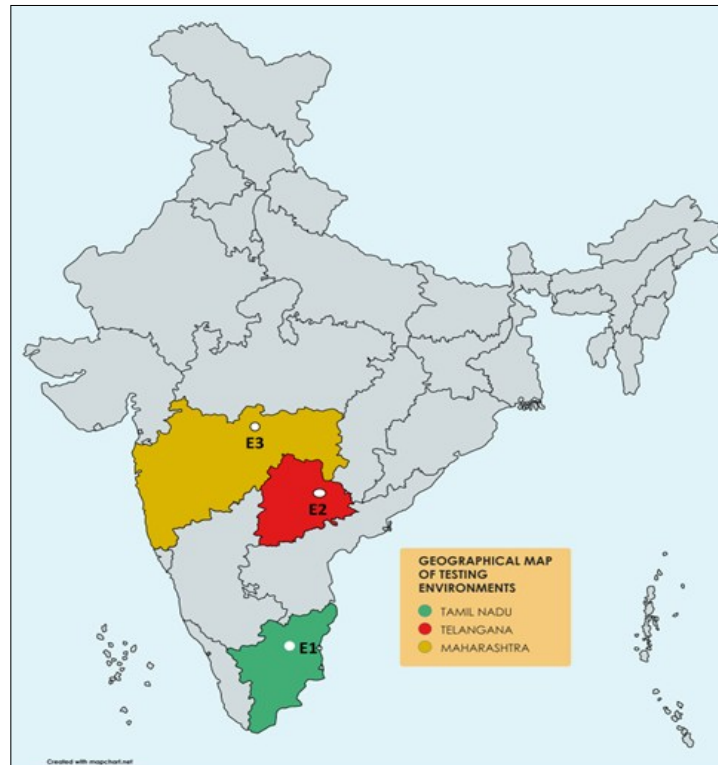 E3
E2
GEOGRAPHICAL MAP
OF TESTING
ENVIRONMENTS
TAMIL NADU
TELANGANA
MAHARASHTRA
E1
Created with mapchart.net